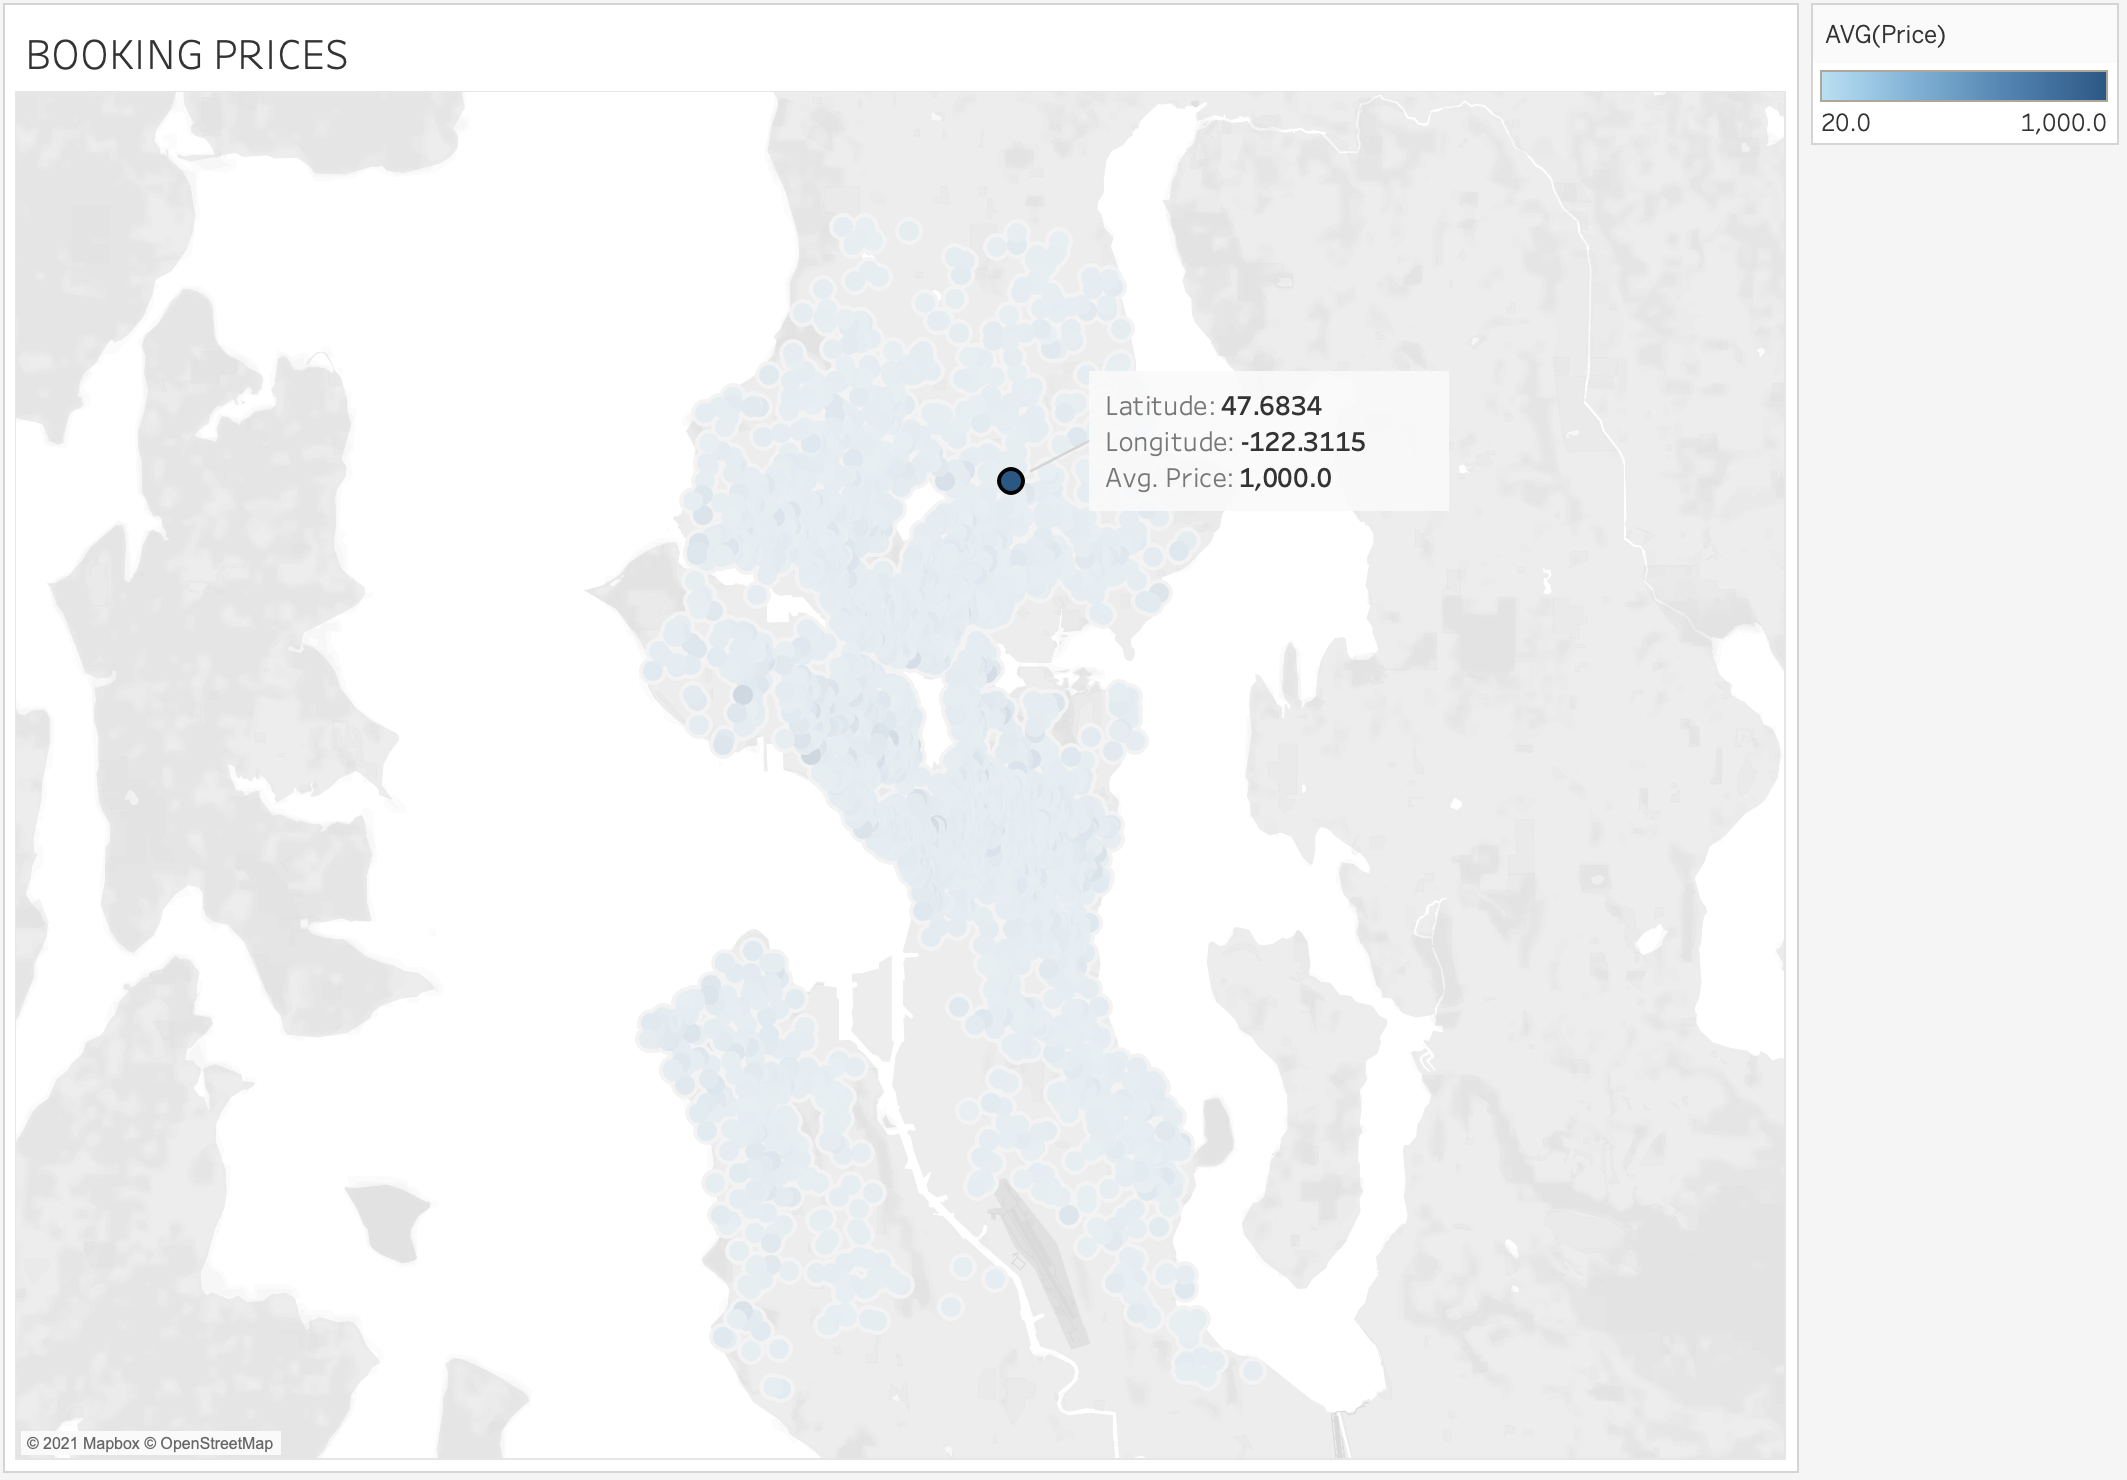 BOOKING PRICES
AVG(Price)
20.0 1,000.0
Latitude: 47.6834
Longitude: -122.3115
Avg. Price: 1,000.0
© 2021 Mapbox © OpenStreetMap